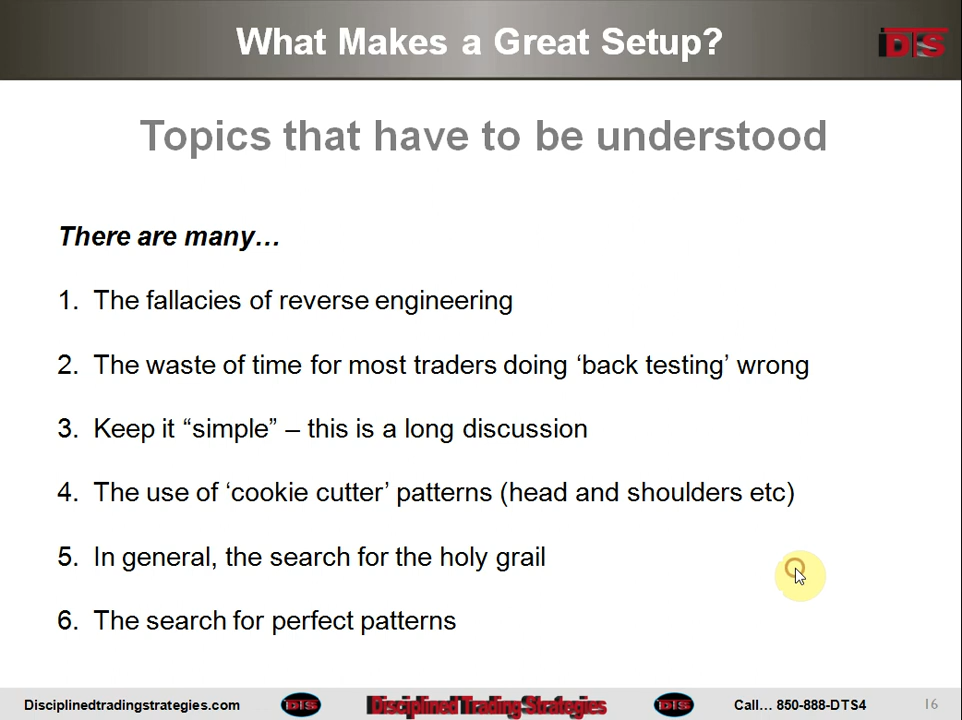 What Makes a Great Setup?
iDTS
Topics that have to be understood
There are many…
1. The fallacies of reverse engineering
2. The waste of time for most traders doing ‘back testing’ wrong
3. Keep it “simple” – this is a long discussion
4. The use of ‘cookie cutter’ patterns (head and shoulders etc)
5. In general, the search for the holy grail
6. The search for perfect patterns
Disciplinedtradingstrategies.com DTS Disciplined Trading Strategies DTS Call… 850-888-DTS4 16